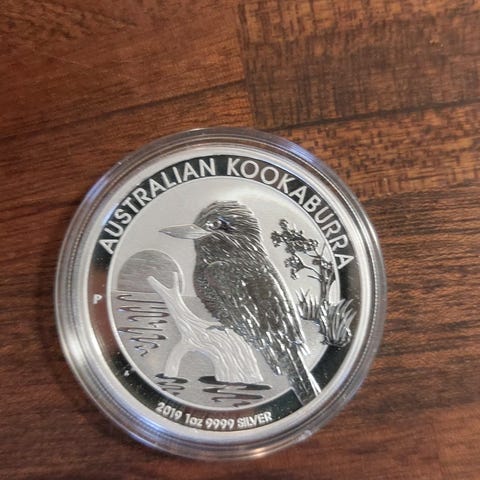 AUSTRALIAN KOOKABURRA
P
2019 1oz 9999 SILVER